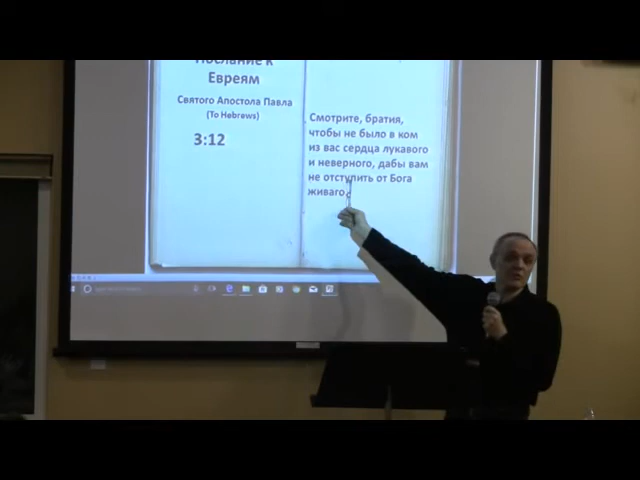 Послание к
Евреям
Святого Апостола Павла
(To Hebrews)
3:12
Смотрите, братия,
чтобы не было в ком
из вас сердца лукавого
и неверного, дабы вам
не отступить от Бога
живаго.